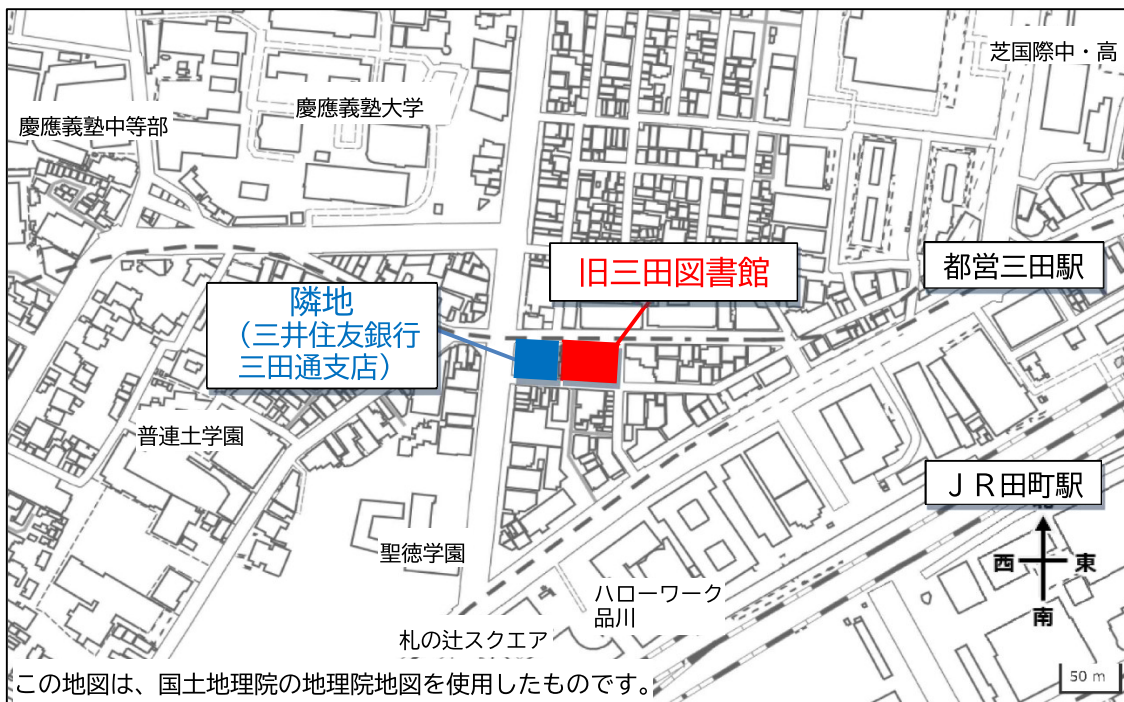 芝国際中・高
慶應義塾大学
慶應義塾中等部
旧三田図書館
都営三田駅
隣地
（三井住友銀行
三田通支店）
普連土学園
ＪＲ田町駅
北
西
東
南
聖徳学園
ハローワーク
品川
札の辻スクエア
この地図は、国土地理院の地理院地図を使用したものです。
50 m